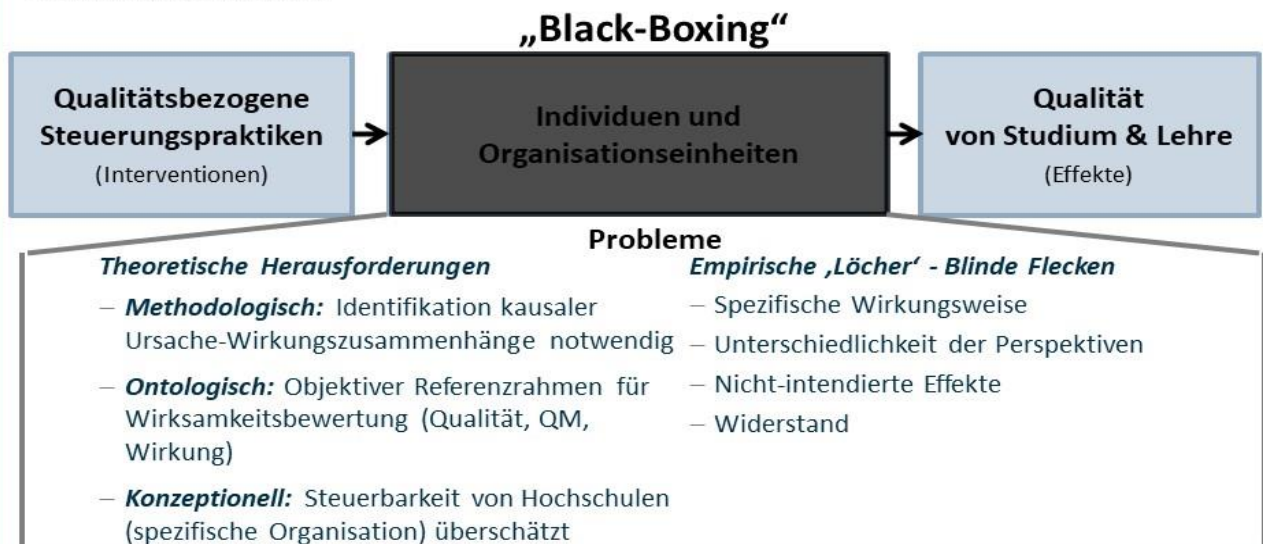 „Black-Boxing“
Qualitätsbezogene
Steuerungspraktiken
(Interventionen)
Individuen und
Organisationseinheiten
Qualität
von Studium & Lehre
(Effekte)
Probleme
Theoretische Herausforderungen
– Methodologisch: Identifikation kausaler
Ursache-Wirkungszusammenhänge notwendig
– Ontologisch: Objektiver Referenzrahmen für
Wirksamkeitsbewertung (Qualität, QM,
Wirkung)
– Konzeptionell: Steuerbarkeit von Hochschulen
(spezifische Organisation) überschätzt
Empirische ‚Löcher‘ - Blinde Flecken
– Spezifische Wirkungsweise
– Unterschiedlichkeit der Perspektiven
– Nicht-intendierte Effekte
– Widerstand